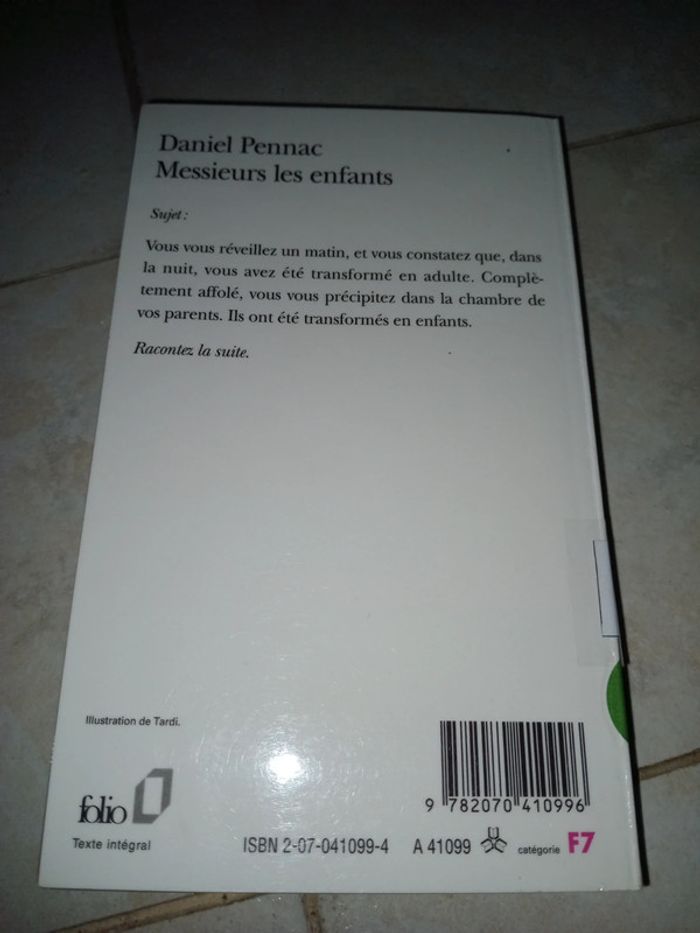 Daniel Pennac
Messieurs les enfants
Sujet :
Vous vous réveillez un matin, et vous constatez que, dans
la nuit, vous avez été transformé en adulte. Complè-
tement affolé, vous vous précipitez dans la chambre de
vos parents. Ils ont été transformés en enfants.
Racontez la suite.
Illustration de Tardi.
folio
Texte intégral
9 782070 410996
ISBN 2-07-041099-4 A 41099 catégorie F7